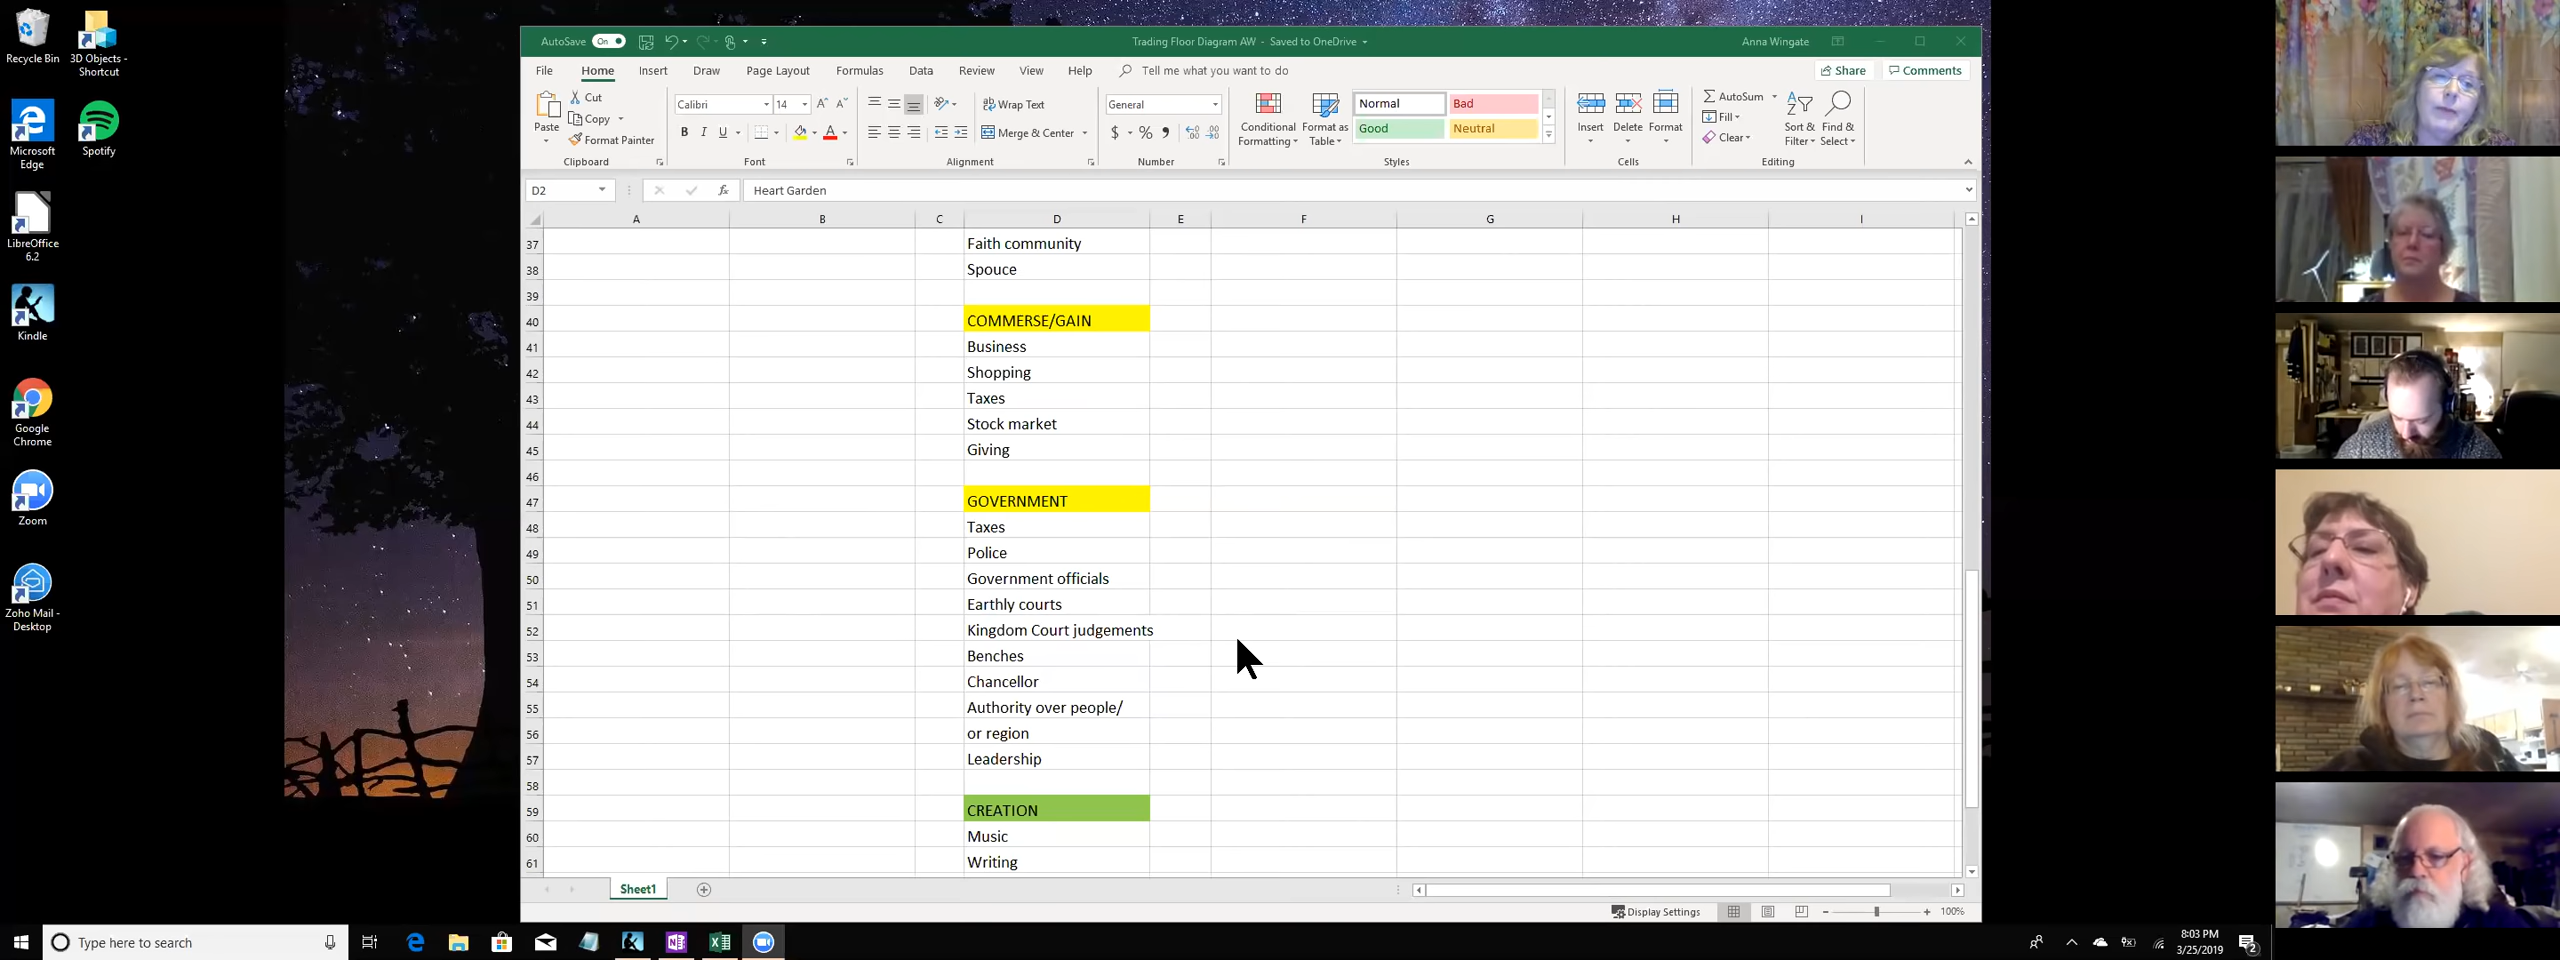 Recycle Bin
3D Objects -
Shortcut
Microsoft
Edge
Spotify
LibreOffice
6.2
Kindle
Google
Chrome
Zoom
Zoho Mail -
Desktop
AutoSave On
Trading Floor Diagram AW - Saved to OneDrive
Anna Wingate
File Home Insert Draw Page Layout Formulas Data Review View Help Tell me what you want to do
Share Comments
Paste
Cut
Copy
Format Painter
Clipboard
Calibri 14
B I U
Font
Wrap Text
Merge & Center
Alignment
General
$ % ,
Number
Conditional
Formatting
Format as
Table
Normal Bad
Good Neutral
Styles
Insert Delete Format
Cells
AutoSum
Fill
Clear
Sort &
Filter
Find &
Select
Editing
D2 fx Heart Garden
A B C D E F G H I
37 Faith community
38 Spouce
39
40 COMMERSE/GAIN
41 Business
42 Shopping
43 Taxes
44 Stock market
45 Giving
46
47 GOVERNMENT
48 Taxes
49 Police
50 Government officials
51 Earthly courts
52 Kingdom Court judgements
53 Benches
54 Chancellor
55 Authority over people/
56 or region
57 Leadership
58
59 CREATION
60 Music
61 Writing
Sheet1
Display Settings
100%
Type here to search
8:03 PM
3/25/2019
2